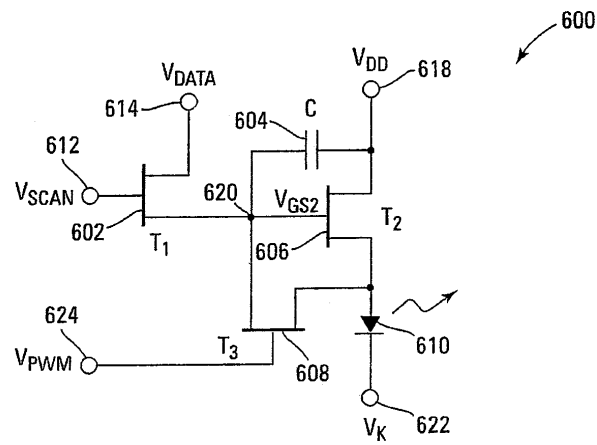 600
V_DD
618
V_DATA
614
C
604
612
V_SCAN
620
V_GS2
T_2
602
T_1
606
624
T_3
610
608
V_PWM
622
V_K